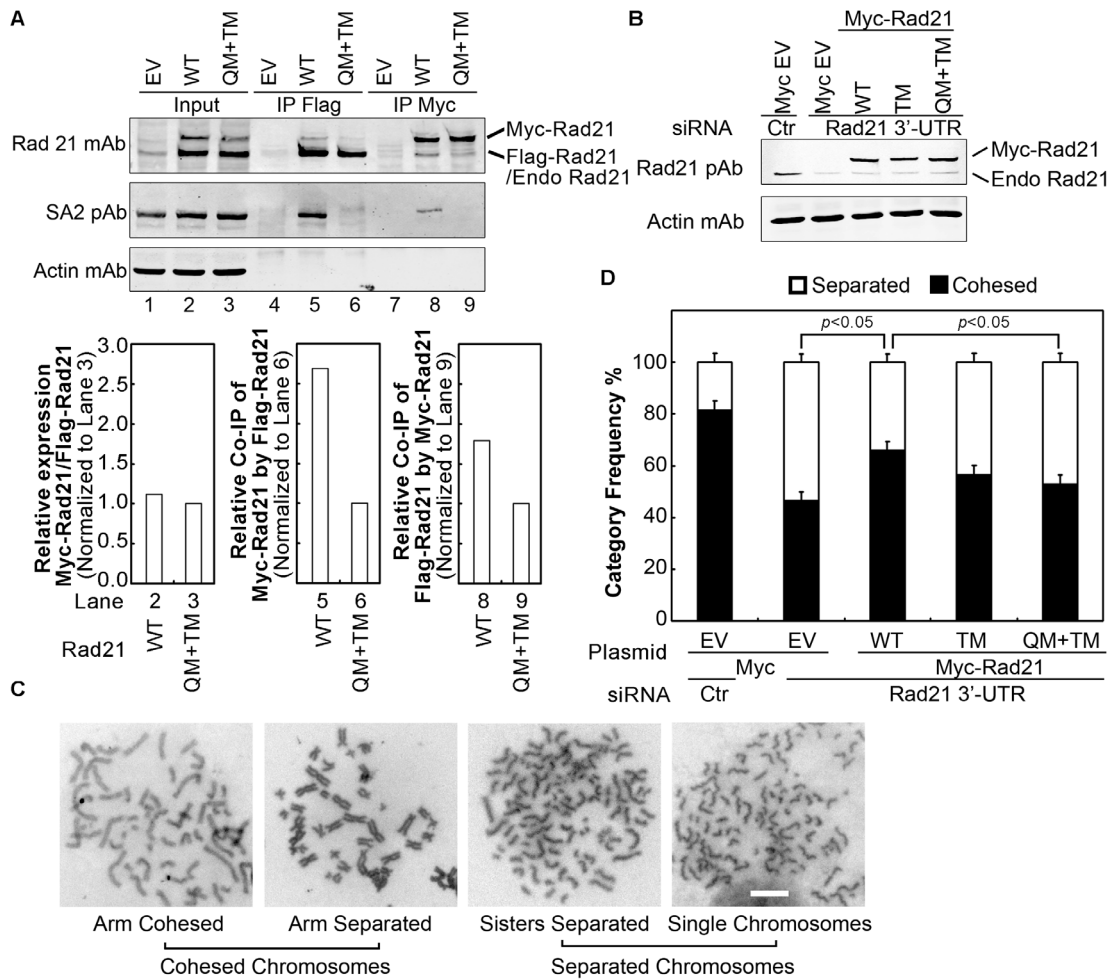 A
EV
WT
QM+TM
EV
WT
QM+TM
EV
WT
QM+TM
Input
IP Flag
IP Myc
Rad 21 mAb
Myc-Rad21
Flag-Rad21
/Endo Rad21
SA2 pAb
Actin mAb
1 2 3 4 5 6 7 8 9
Relative expression
Myc-Rad21/Flag-Rad21
(Normalized to Lane 3)
3.0
2.5
2.0
1.5
1.0
0.0
Relative Co-IP of
Myc-Rad21 by Flag-Rad21
(Normalized to Lane 6)
Relative Co-IP of
Flag-Rad21 by Myc-Rad21
(Normalized to Lane 9)
Lane 2 3 5 6 8 9
Rad21
WT
QM+TM
WT
QM+TM
WT
QM+TM
B
Myc-Rad21
Myc EV
Myc EV
WT
TM
QM+TM
siRNA Ctr Rad21 3'-UTR
Rad21 pAb
Myc-Rad21
Endo Rad21
Actin mAb
D
Separated Cohesed
p<0.05
p<0.05
Category Frequency %
100
80
60
40
20
0
Plasmid EV EV WT TM QM+TM
Myc Myc-Rad21
siRNA Ctr Rad21 3'-UTR
C
Arm Cohesed
Arm Separated
Sisters Separated
Single Chromosomes
Cohesed Chromosomes
Separated Chromosomes